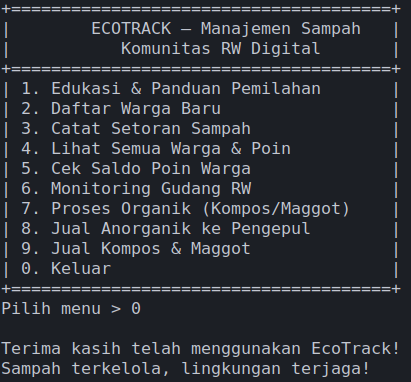 +======================================+
|        ECOTRACK — Manajemen Sampah   |
|           Komunitas RW Digital       |
+======================================+
| 1. Edukasi & Panduan Pemilahan       |
| 2. Daftar Warga Baru                 |
| 3. Catat Setoran Sampah              |
| 4. Lihat Semua Warga & Poin          |
| 5. Cek Saldo Poin Warga              |
| 6. Monitoring Gudang RW              |
| 7. Proses Organik (Kompos/Maggot)    |
| 8. Jual Anorganik ke Pengepul        |
| 9. Jual Kompos & Maggot              |
| 0. Keluar                            |
+======================================+
Pilih menu > 0

Terima kasih telah menggunakan EcoTrack!
Sampah terkelola, lingkungan terjaga!